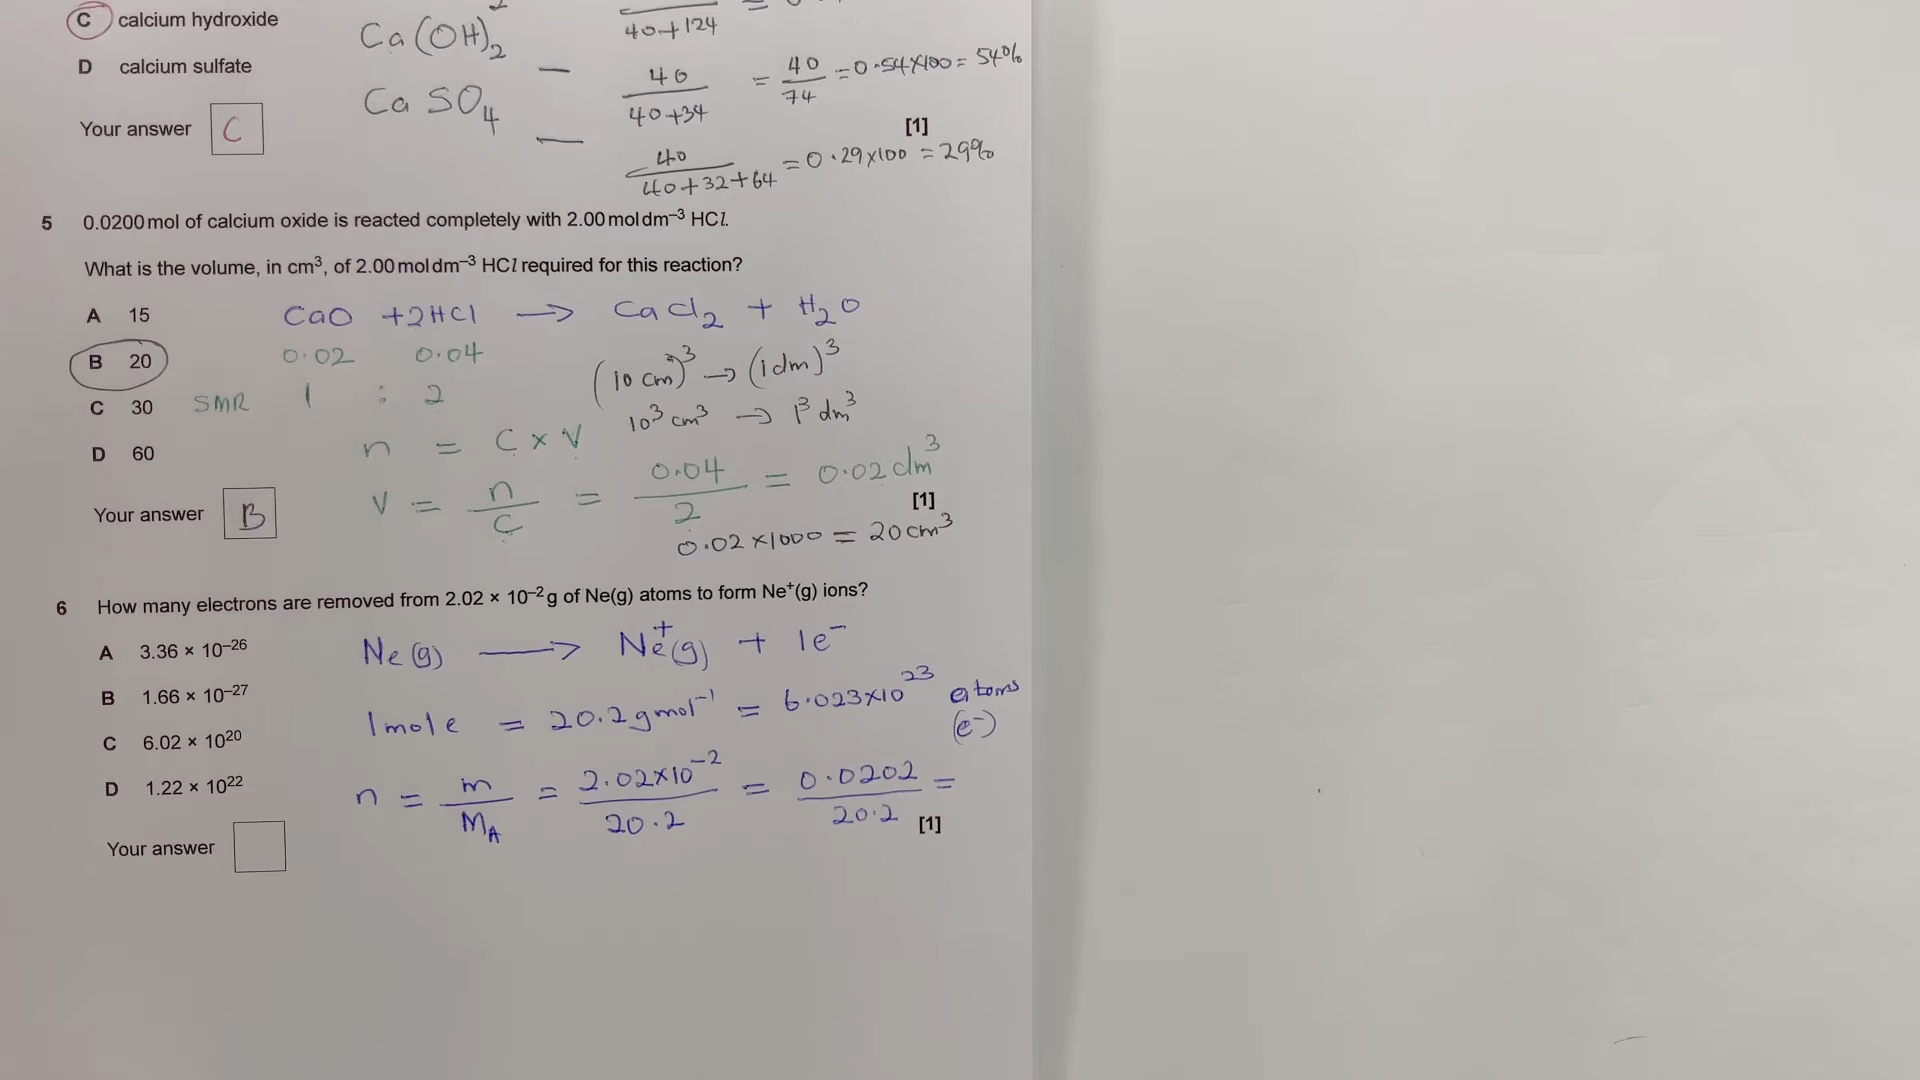 C calcium hydroxide
Ca(OH)₂
40+124
D calcium sulfate
CaSO₄
40/(40+34) = 40/74 = 0.54×100 = 54%
Your answer C
[1]
40/(40+32+64) = 0.29×100 = 29%
5 0.0200 mol of calcium oxide is reacted completely with 2.00 mol dm⁻³ HCl.
What is the volume, in cm³, of 2.00 mol dm⁻³ HCl required for this reaction?
A 15
CaO + 2HCl → CaCl₂ + H₂O
B 20
0.02 0.04
(10 cm)³ → (1 dm)³
C 30
SMR 1 : 2
10³ cm³ → 1³ dm³
D 60
n = C × V
V = n/C = 0.04/2 = 0.02 dm³
Your answer B
[1]
0.02 × 1000 = 20 cm³
6 How many electrons are removed from 2.02 × 10⁻² g of Ne(g) atoms to form Ne⁺(g) ions?
A 3.36 × 10⁻²⁶
Ne(g) → Ne⁺(g) + 1e⁻
B 1.66 × 10⁻²⁷
1 mole = 20.2 g mol⁻¹ = 6.023×10²³ atoms
(e⁻)
C 6.02 × 10²⁰
D 1.22 × 10²²
n = m/M_A = 2.02×10⁻²/20.2 = 0.0202/20.2 =
[1]
Your answer